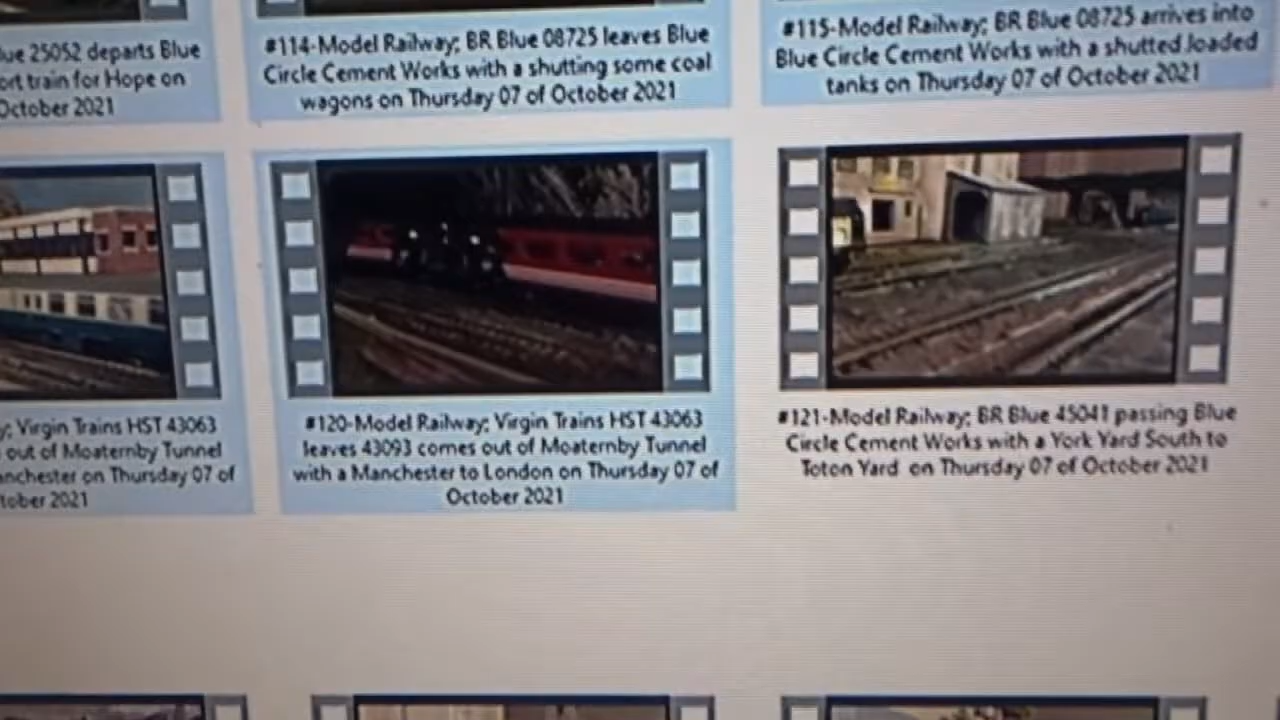 ue 25052 departs Blue
ort train for Hope on
October 2021
#114-Model Railway; BR Blue 08725 leaves Blue
Circle Cement Works with a shutting some coal
wagons on Thursday 07 of October 2021
#115-Model Railway; BR Blue 08725 arrives into
Blue Circle Cement Works with a shutted loaded
tanks on Thursday 07 of October 2021
y; Virgin Trains HST 43063
out of Moaternby Tunnel
nchester on Thursday 07 of
tober 2021
#120-Model Railway; Virgin Trains HST 43063
leaves 43093 comes out of Moaternby Tunnel
with a Manchester to London on Thursday 07 of
October 2021
#121-Model Railway; BR Blue 45041 passing Blue
Circle Cement Works with a York Yard South to
Toton Yard on Thursday 07 of October 2021